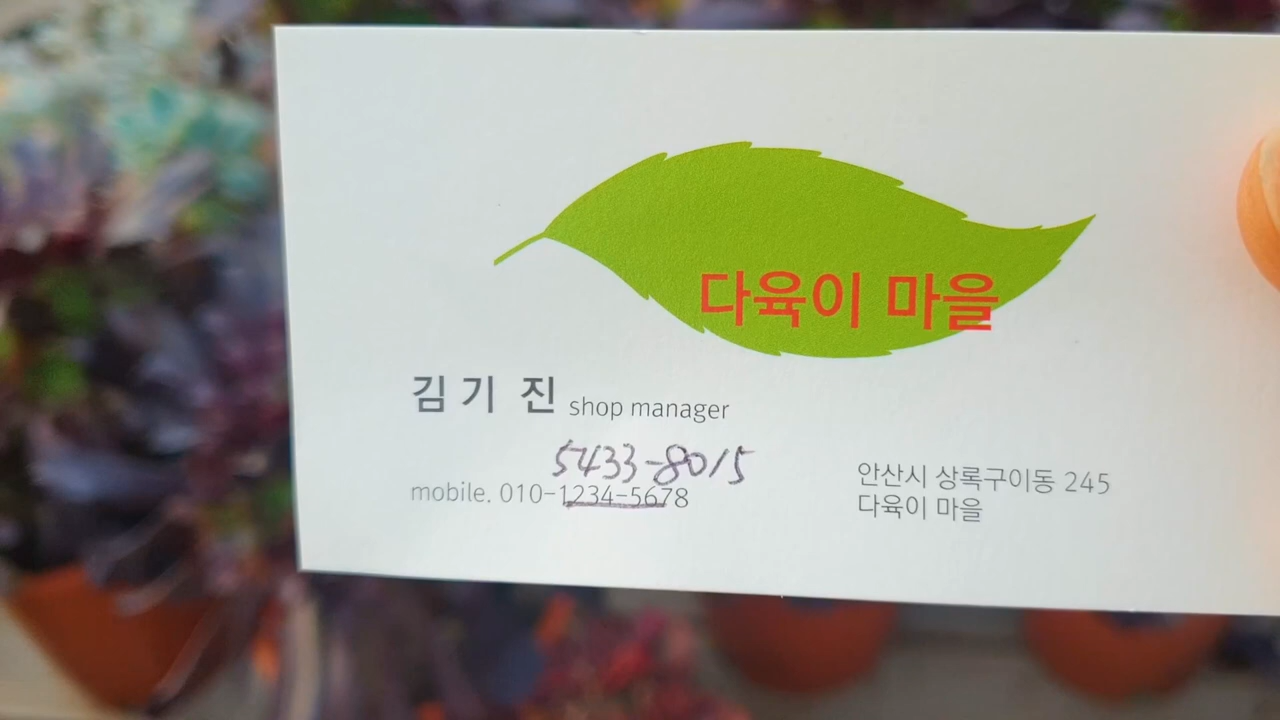 다육이 마을
김 기 진 shop manager
5433-8015
mobile. 010-1234-5678
안산시 상록구이동 245
다육이 마을